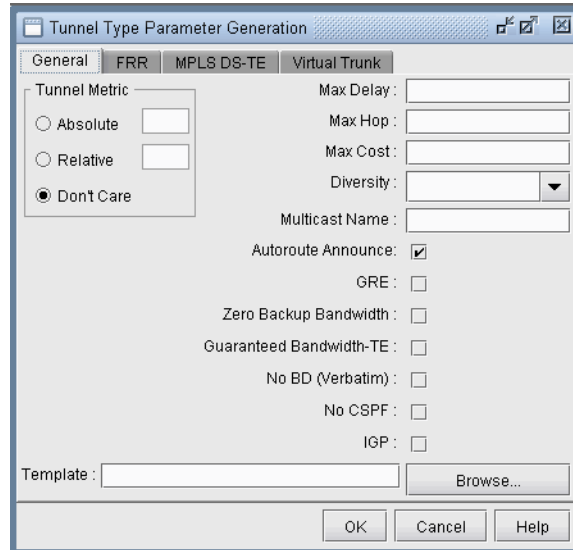 Tunnel Type Parameter Generation
General FRR MPLS DS-TE Virtual Trunk
Tunnel Metric
Absolute
Relative
Don't Care
Max Delay :
Max Hop :
Max Cost :
Diversity :
Multicast Name :
Autoroute Announce:
GRE :
Zero Backup Bandwidth :
Guaranteed Bandwidth-TE :
No BD (Verbatim) :
No CSPF :
IGP :
Template : Browse...
OK Cancel Help